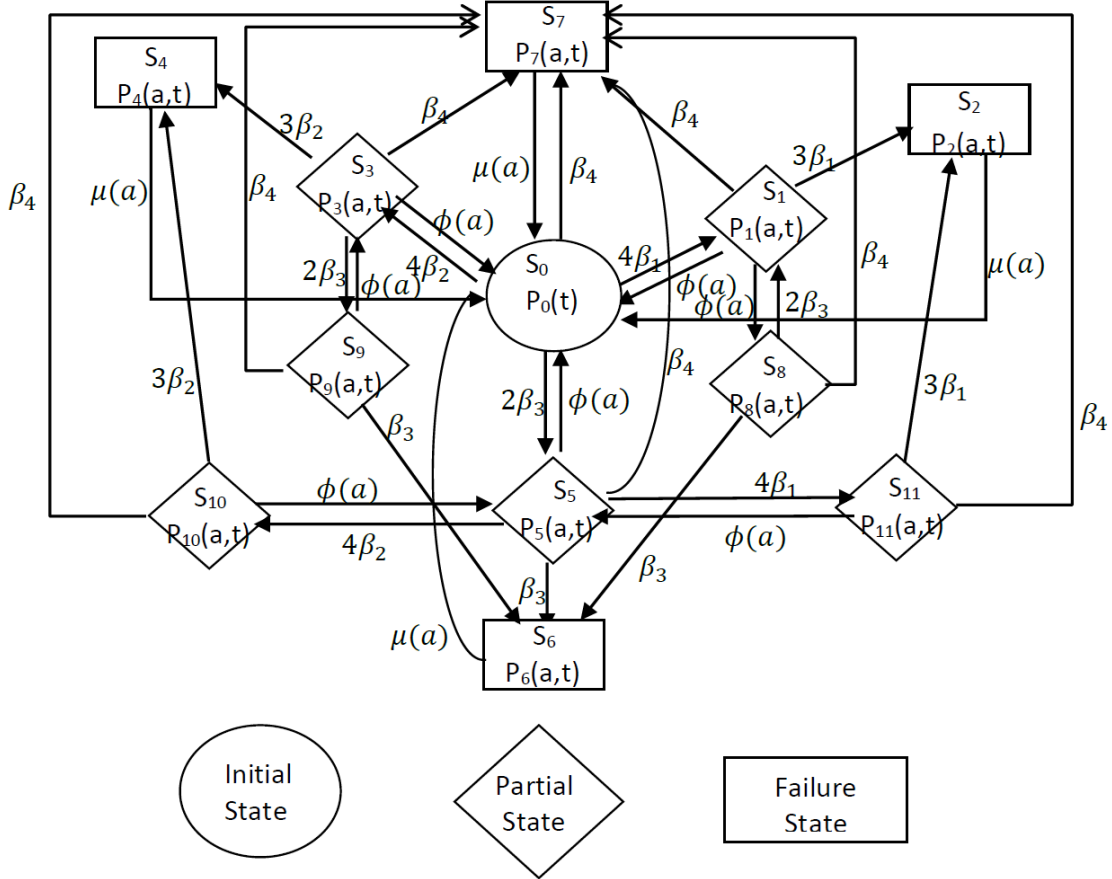 S₇
P₇(a,t)
S₄
P₄(a,t)
S₂
P₂(a,t)
3β₂
β₄
β₄
3β₁
S₃
P₃(a,t)
S₁
P₁(a,t)
β₄
μ(a)
β₄
μ(a)
β₄
ϕ(a)
4β₂
S₀
P₀(t)
4β₁
ϕ(a)
β₄
μ(a)
2β₃
ϕ(a)
ϕ(a)
2β₃
S₉
P₉(a,t)
S₈
P₈(a,t)
β₄
3β₂
β₃
2β₃
ϕ(a)
3β₁
β₄
S₁₀
P₁₀(a,t)
ϕ(a)
4β₂
S₅
P₅(a,t)
4β₁
ϕ(a)
S₁₁
P₁₁(a,t)
β₃
β₃
μ(a)
S₆
P₆(a,t)
Initial
State
Partial
State
Failure
State